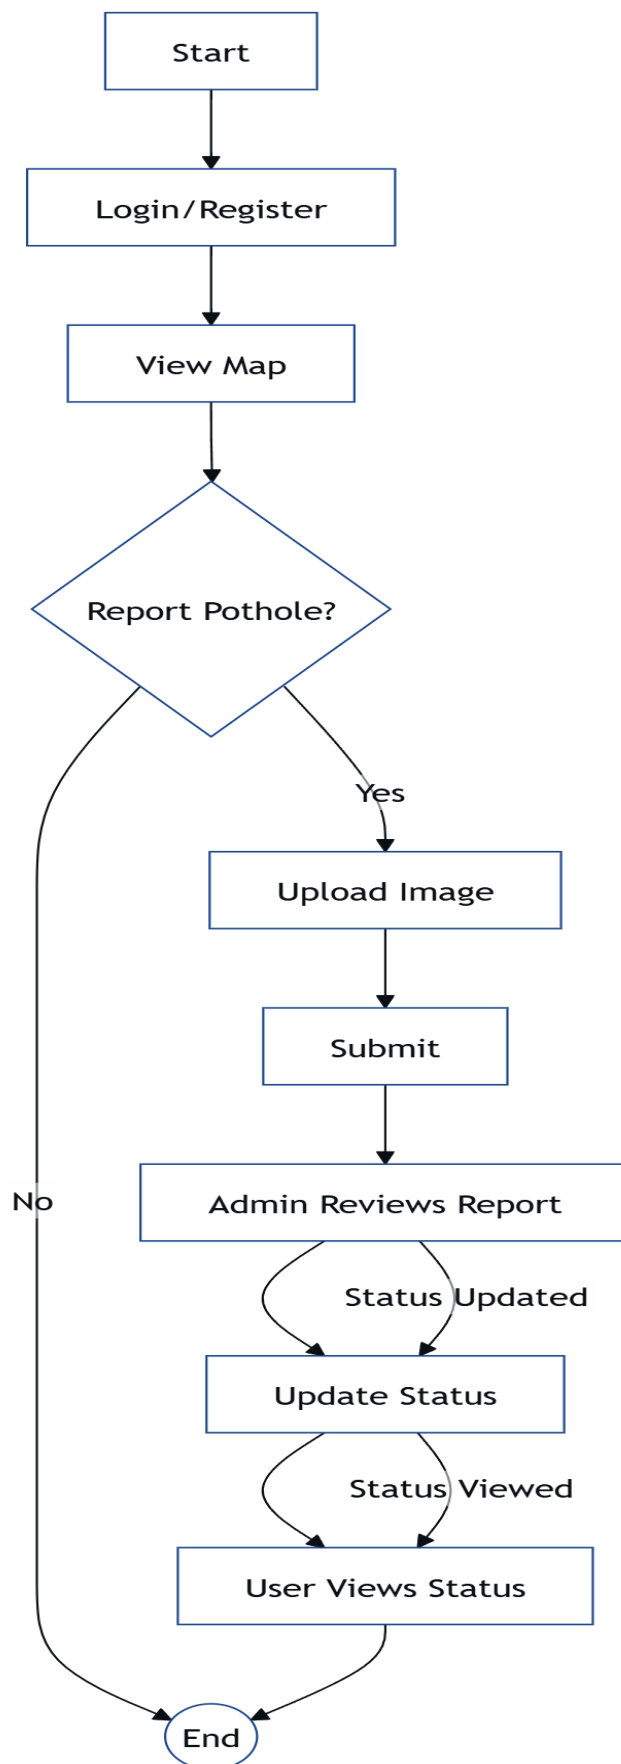 Start
Login/Register
View Map
Report Pothole?
Yes
Upload Image
Submit
Admin Reviews Report
No
Status Updated
Update Status
Status Viewed
User Views Status
End